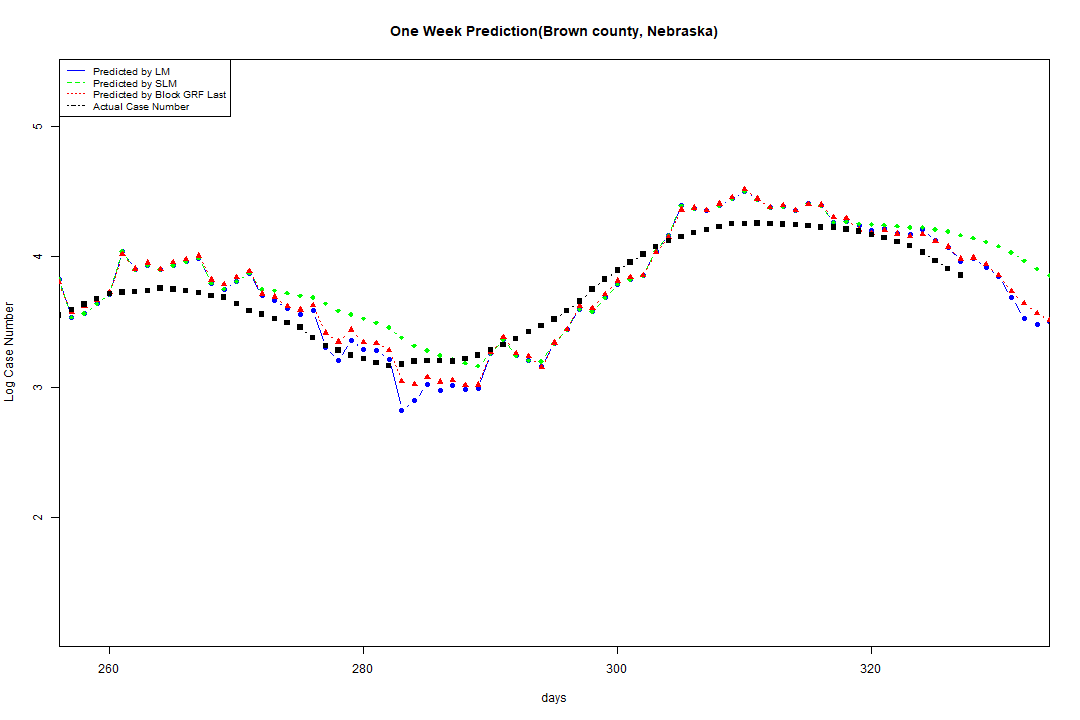 One Week Prediction(Brown county, Nebraska)
Predicted by LM
Predicted by SLM
Predicted by Block GRF Last
Actual Case Number
5
4
3
2
Log Case Number
260 280 300 320
days